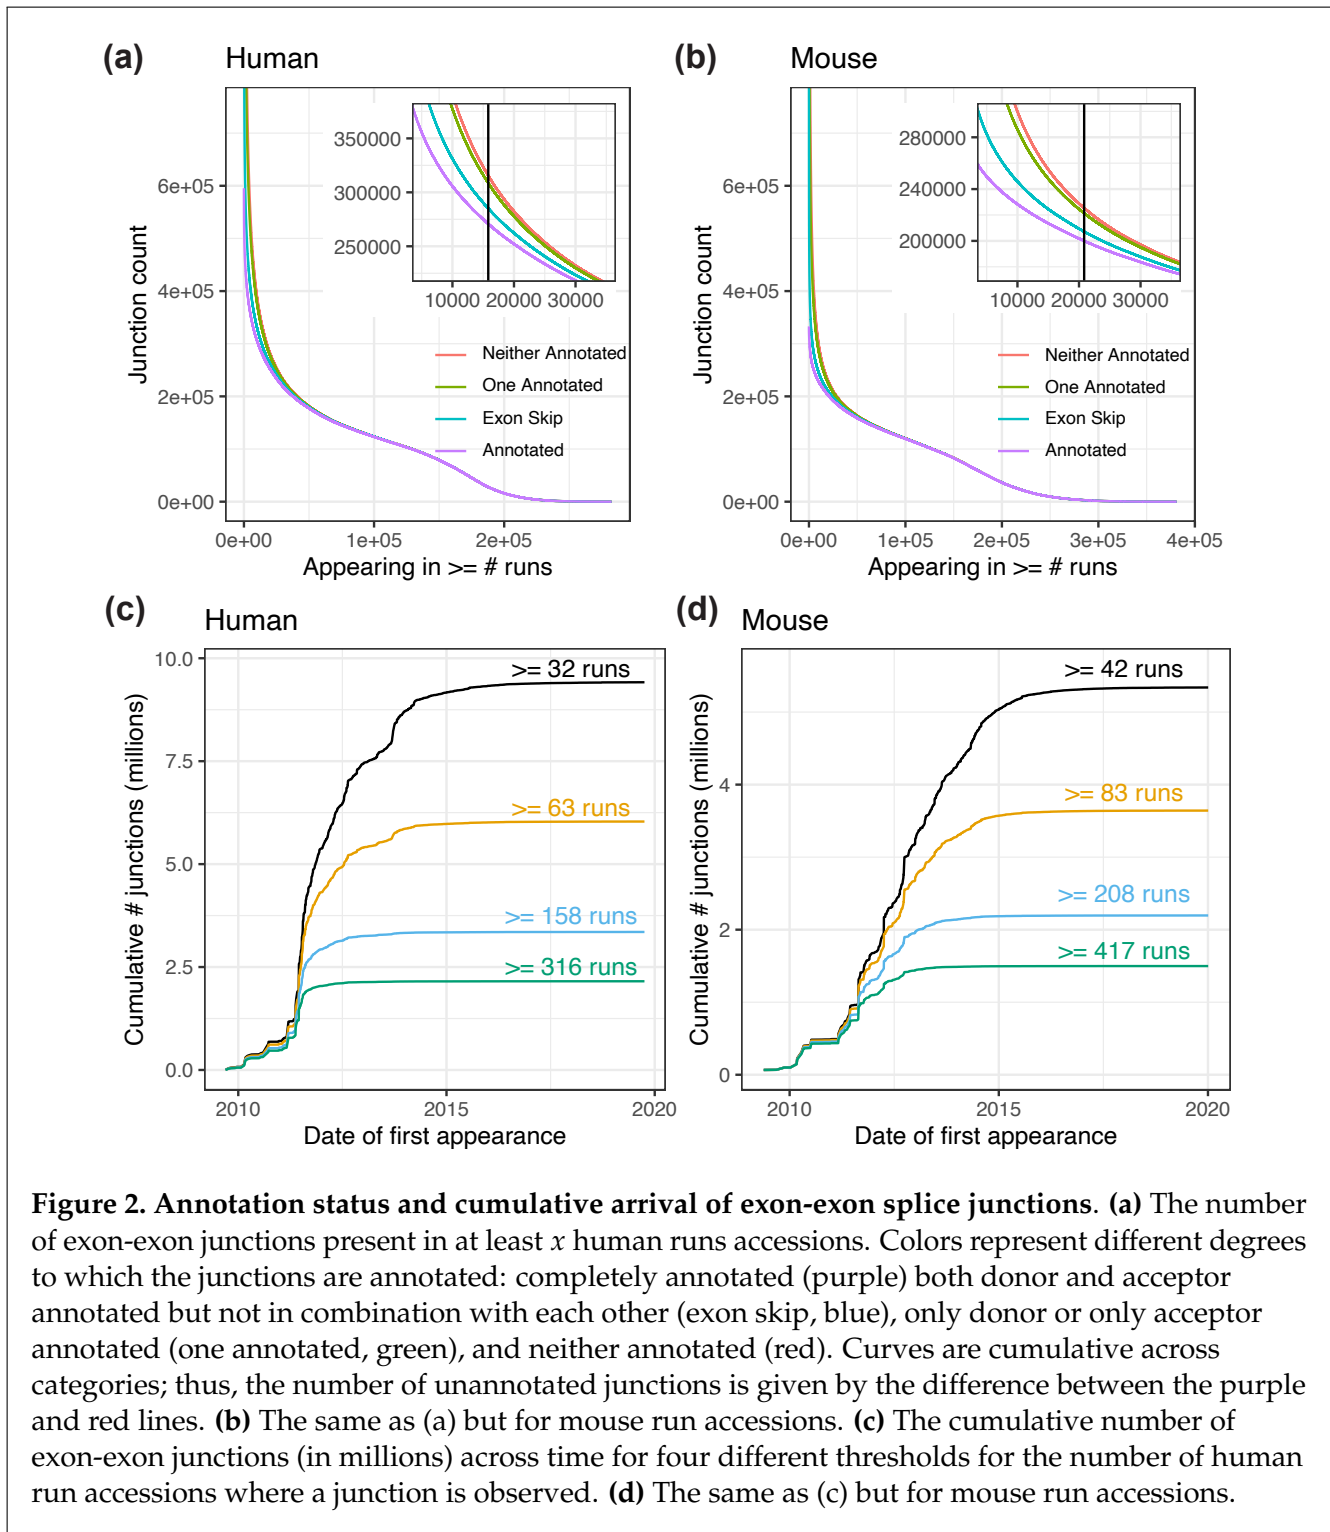 (a) Human
Junction count
6e+05
4e+05
2e+05
0e+00
350000
300000
250000
10000 20000 30000
Neither Annotated
One Annotated
Exon Skip
Annotated
0e+00 1e+05 2e+05
Appearing in >= # runs
(b) Mouse
Junction count
6e+05
4e+05
2e+05
0e+00
280000
240000
200000
10000 20000 30000
Neither Annotated
One Annotated
Exon Skip
Annotated
0e+00 1e+05 2e+05 3e+05 4e+05
Appearing in >= # runs
(c) Human
Cumulative # junctions (millions)
10.0
7.5
5.0
2.5
0.0
>= 32 runs
>= 63 runs
>= 158 runs
>= 316 runs
2010 2015 2020
Date of first appearance
(d) Mouse
Cumulative # junctions (millions)
4
2
0
>= 42 runs
>= 83 runs
>= 208 runs
>= 417 runs
2010 2015 2020
Date of first appearance
Figure 2. Annotation status and cumulative arrival of exon-exon splice junctions. (a) The number
of exon-exon junctions present in at least x human runs accessions. Colors represent different degrees
to which the junctions are annotated: completely annotated (purple) both donor and acceptor
annotated but not in combination with each other (exon skip, blue), only donor or only acceptor
annotated (one annotated, green), and neither annotated (red). Curves are cumulative across
categories; thus, the number of unannotated junctions is given by the difference between the purple
and red lines. (b) The same as (a) but for mouse run accessions. (c) The cumulative number of
exon-exon junctions (in millions) across time for four different thresholds for the number of human
run accessions where a junction is observed. (d) The same as (c) but for mouse run accessions.